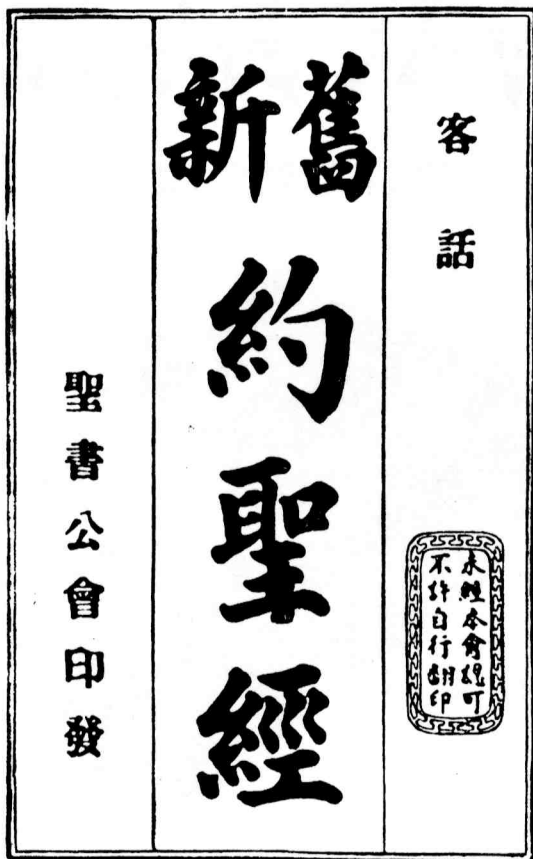 客話
未經本會認可
不許自行翻印
舊新
約聖經
聖書公會印發